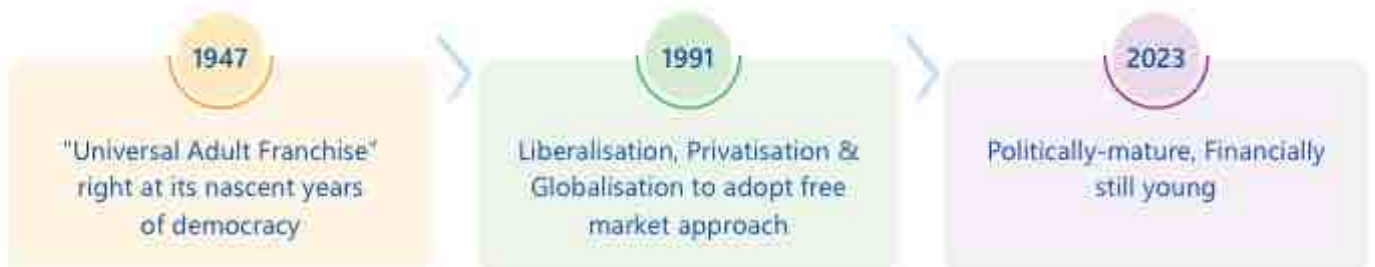 1947
"Universal Adult Franchise"
right at its nascent years
of democracy
1991
Liberalisation, Privatisation &
Globalisation to adopt free
market approach
2023
Politically-mature, Financially
still young